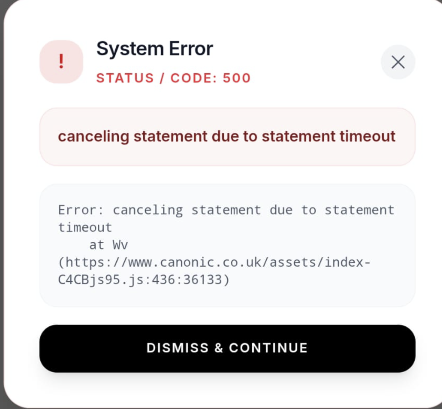 !
System Error
STATUS / CODE: 500
canceling statement due to statement timeout
Error: canceling statement due to statement
timeout
    at Wv
(https://www.canonic.co.uk/assets/index-
C4CBjs95.js:436:36133)
DISMISS & CONTINUE